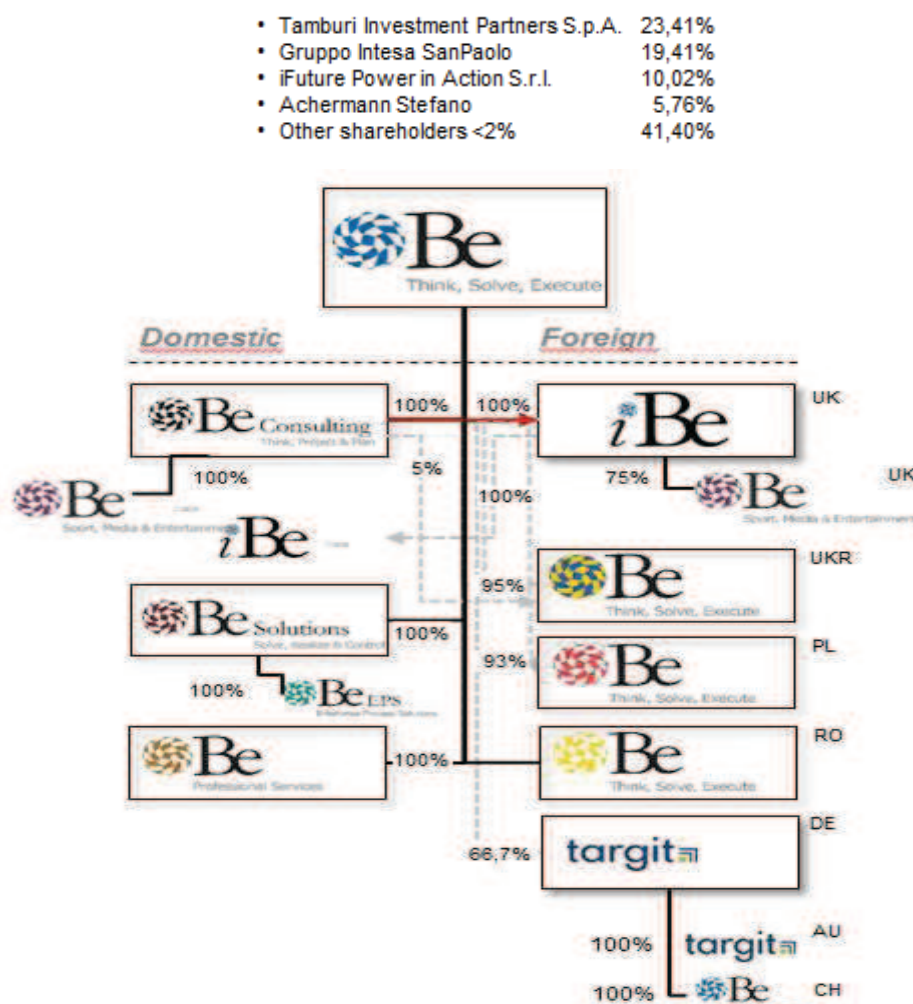 • Tamburi Investment Partners S.p.A. 23,41%
• Gruppo Intesa SanPaolo 19,41%
• iFuture Power in Action S.r.l. 10,02%
• Achermann Stefano 5,76%
• Other shareholders <2% 41,40%
Be
Think, Solve, Execute
Domestic Foreign
Be Consulting
Think, Project & Plan
100% 100%
iBe
UK
100%
5%
100%
75%
UK
Be
Sport, Media & Entertainment
Be
Sport, Media & Entertainment
iBe
95%
Be
Think, Solve, Execute
UKR
Be Solutions
Solve, & Control
100%
93%
Be
Think, Solve, Execute
PL
100%
Be EPS
Be
Professional Services
100%
Be
Think, Solve, Execute
RO
66,7%
targit
DE
100%
targit
AU
100%
Be
CH